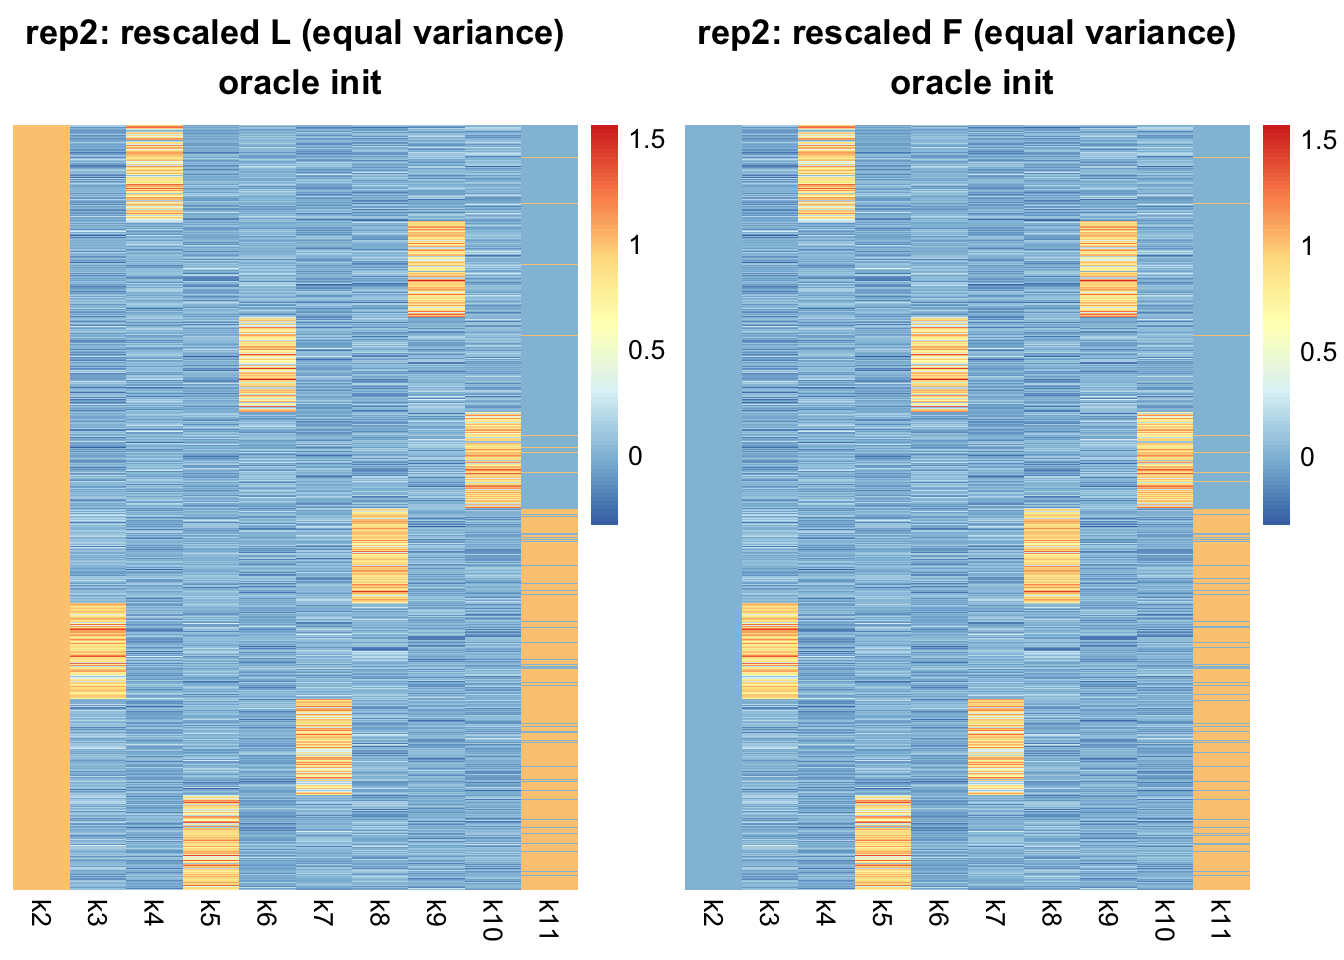 rep2: rescaled L (equal variance)
oracle init
1.5
1
0.5
0
k2 k3 k4 k5 k6 k7 k8 k9 k10 k11
rep2: rescaled F (equal variance)
oracle init
1.5
1
0.5
0
k2 k3 k4 k5 k6 k7 k8 k9 k10 k11